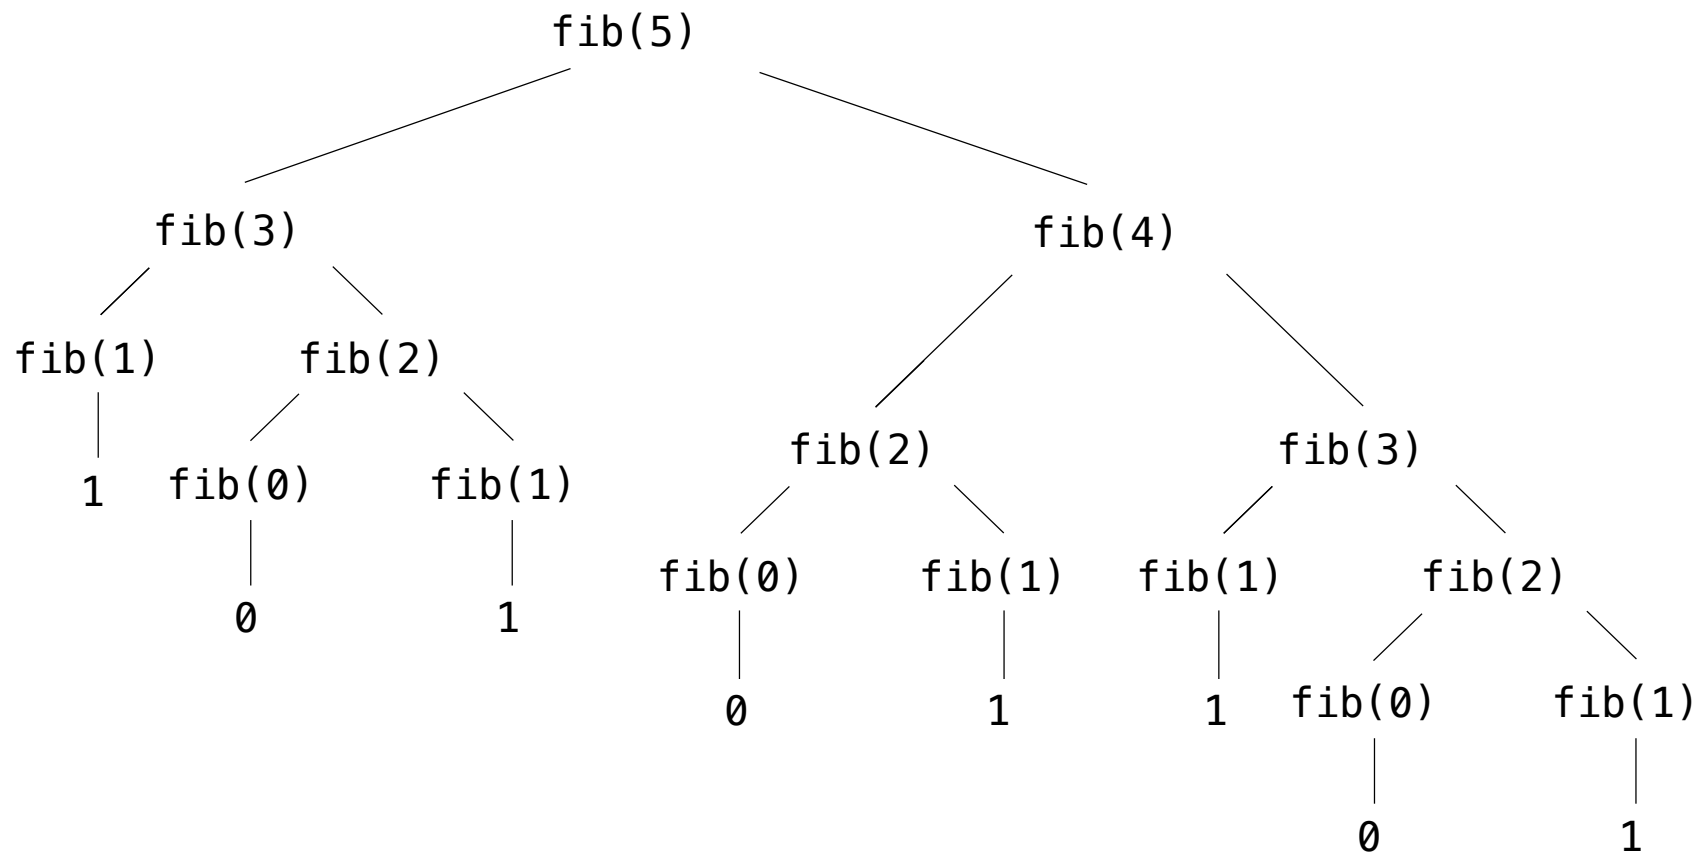 fib(5)
fib(3) fib(4)
fib(1) fib(2)
fib(2) fib(3)
1 fib(0) fib(1)
fib(0) fib(1) fib(1) fib(2)
0 1
0 1 1 fib(0) fib(1)
0 1